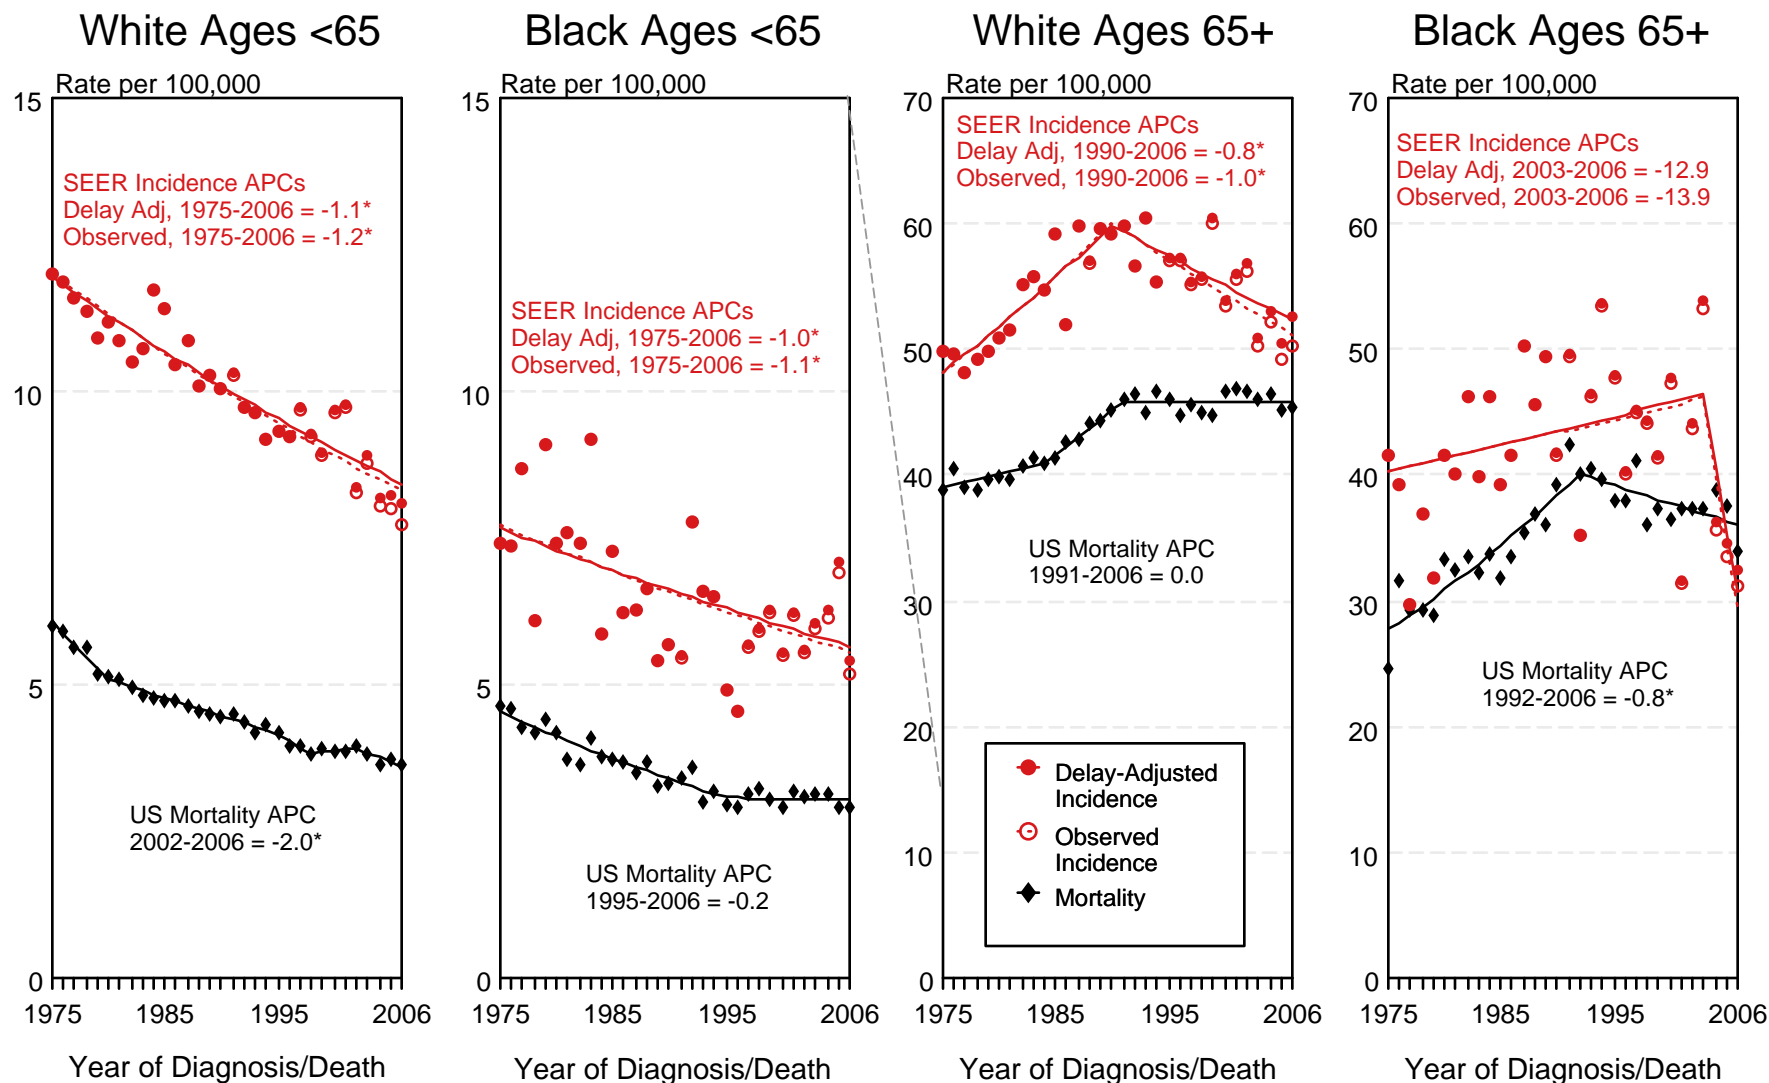 White Ages <65
Rate per 100,000
15
10
5
0
SEER Incidence APCs
Delay Adj, 1975-2006 = -1.1*
Observed, 1975-2006 = -1.2*
US Mortality APC
2002-2006 = -2.0*
1975
1985
1995
2006
Year of Diagnosis/Death
Black Ages <65
Rate per 100,000
15
10
5
0
SEER Incidence APCs
Delay Adj, 1975-2006 = -1.0*
Observed, 1975-2006 = -1.1*
US Mortality APC
1995-2006 = -0.2
1975
1985
1995
2006
Year of Diagnosis/Death
White Ages 65+
Rate per 100,000
70
60
50
40
30
20
10
0
SEER Incidence APCs
Delay Adj, 1990-2006 = -0.8*
Observed, 1990-2006 = -1.0*
US Mortality APC
1991-2006 = 0.0
Delay-Adjusted
Incidence
Observed
Incidence
Mortality
1975
1985
1995
2006
Year of Diagnosis/Death
Black Ages 65+
Rate per 100,000
70
60
50
40
30
20
10
0
SEER Incidence APCs
Delay Adj, 2003-2006 = -12.9
Observed, 2003-2006 = -13.9
US Mortality APC
1992-2006 = -0.8*
1975
1985
1995
2006
Year of Diagnosis/Death